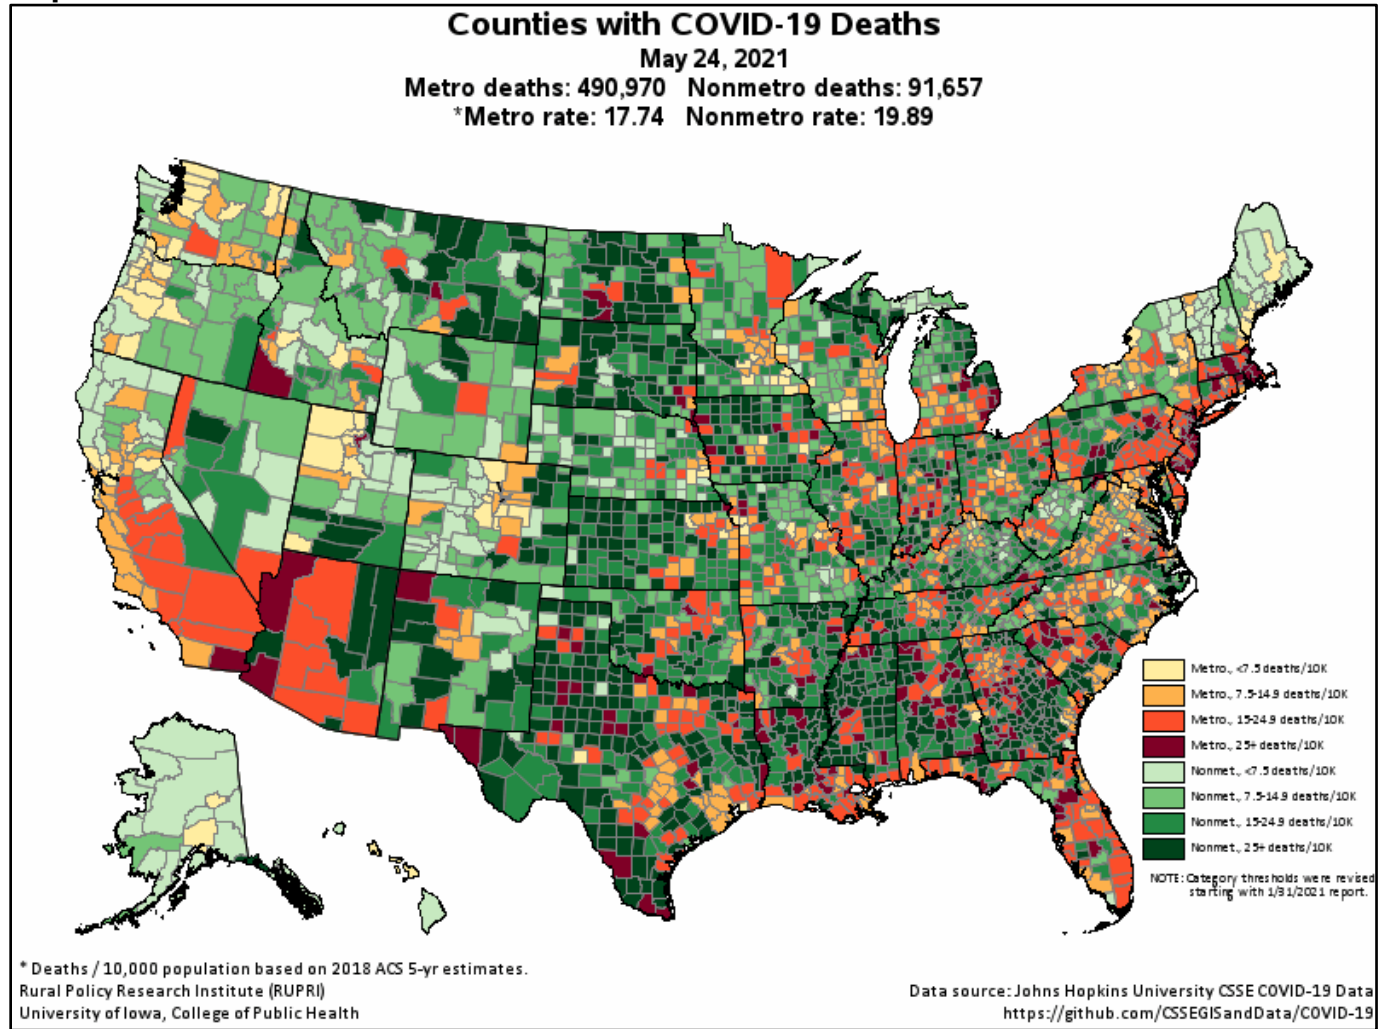 Counties with COVID-19 Deaths
May 24, 2021
Metro deaths: 490,970 Nonmetro deaths: 91,657
*Metro rate: 17.74 Nonmetro rate: 19.89
Metro., <7.5 deaths/10K
Metro., 7.5-14.9 deaths/10K
Metro., 15-24.9 deaths/10K
Metro., 25+ deaths/10K
Nonmet., <7.5 deaths/10K
Nonmet., 7.5-14.9 deaths/10K
Nonmet., 15-24.9 deaths/10K
Nonmet., 25+ deaths/10K
NOTE: Category thresholds were revised
starting with 1/31/2021 report.
* Deaths / 10,000 population based on 2018 ACS 5-yr estimates.
Rural Policy Research Institute (RUPRI)
University of Iowa, College of Public Health
Data source: Johns Hopkins University CSSE COVID-19 Data
https://github.com/CSSEGISandData/COVID-19